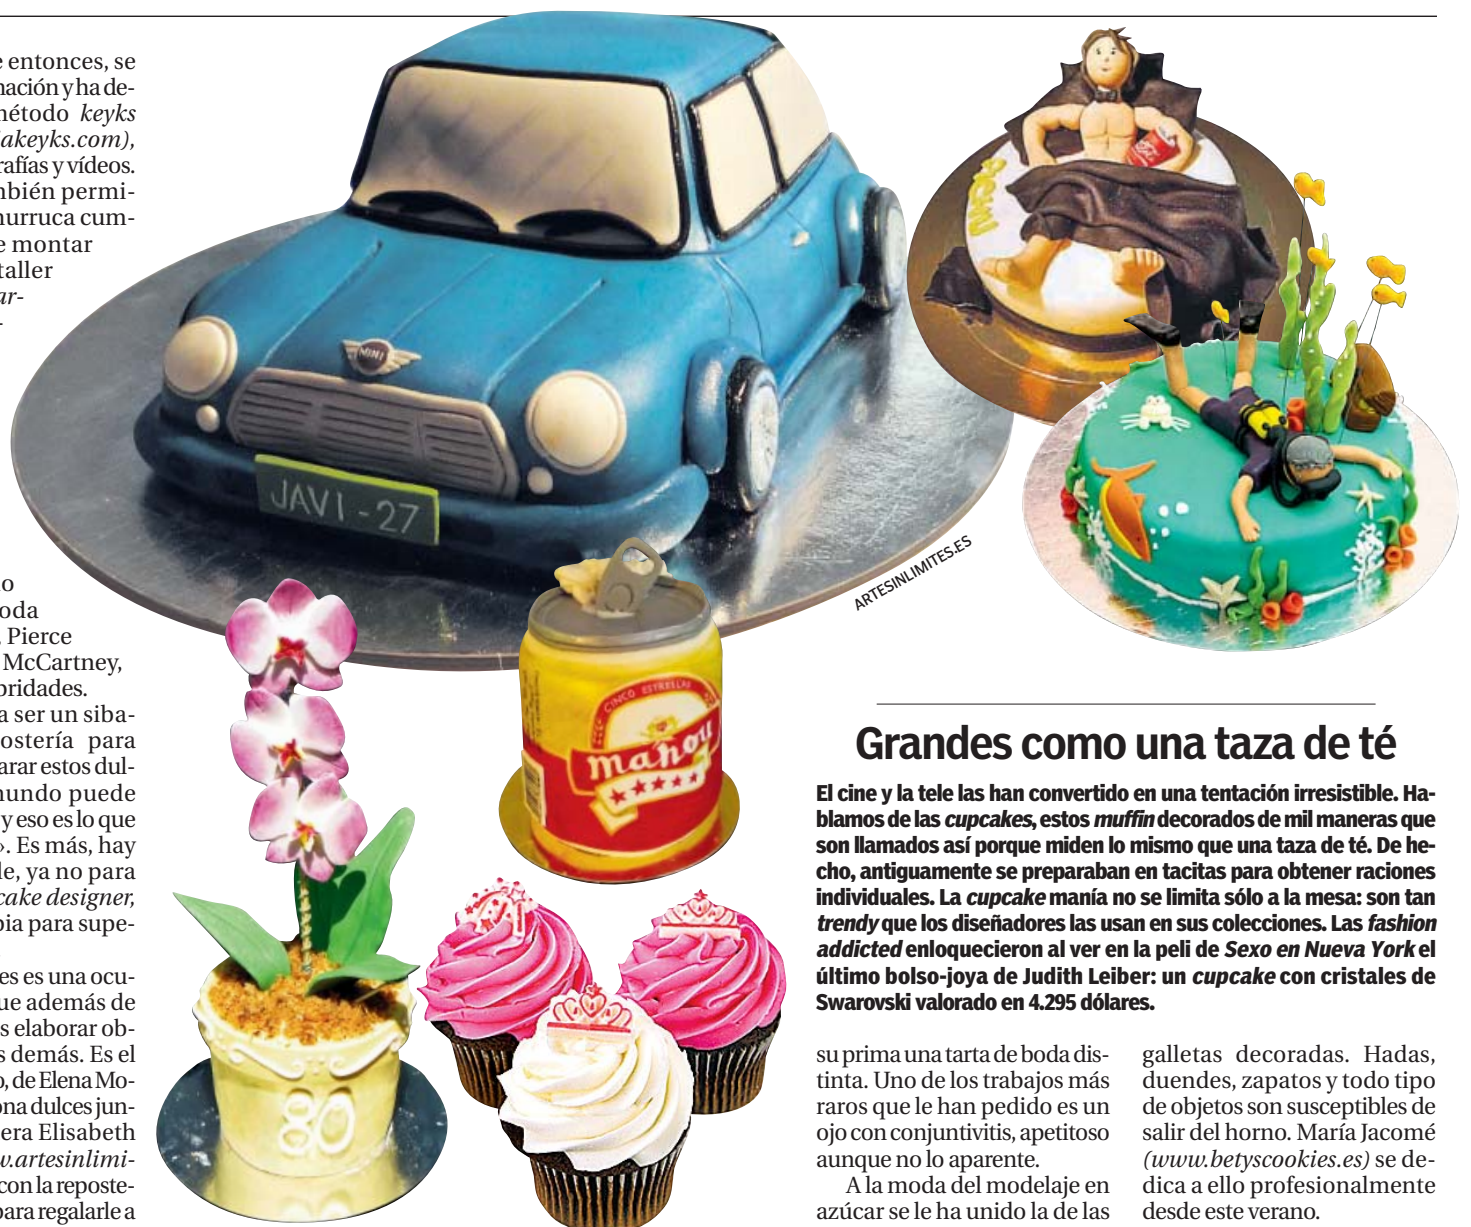 e entonces, se
mación y ha de-
método keyks
akeyks.com),
rafías y vídeos.
mbién permi-
hurruca cum-
e montar
taller
ar-
-
lo
oda
, Pierce
McCartney,
bridades.
a ser un siba-
ostería para
arar estos dul-
mundo puede
y eso es lo que
». Es más, hay
le, ya no para
cake designer,
pia para supe-
.
es es una ocu-
ue además de
s elaborar ob-
s demás. Es el
o, de Elena Mo-
ona dulces jun-
era Elisabeth
w.artesinlimi-
con la reposte-
para regalarle a
MINI
JAVI - 27
ARTESINLIMITES.ES
CINCO ESTRELLAS
mahou
80
Grandes como una taza de té
El cine y la tele las han convertido en una tentación irresistible. Ha-
blamos de las cupcakes, estos muffin decorados de mil maneras que
son llamados así porque miden lo mismo que una taza de té. De he-
cho, antiguamente se preparaban en tacitas para obtener raciones
individuales. La cupcake manía no se limita sólo a la mesa: son tan
trendy que los diseñadores las usan en sus colecciones. Las fashion
addicted enloquecieron al ver en la peli de Sexo en Nueva York el
último bolso-joya de Judith Leiber: un cupcake con cristales de
Swarovski valorado en 4.295 dólares.
su prima una tarta de boda dis-
tinta. Uno de los trabajos más
raros que le han pedido es un
ojo con conjuntivitis, apetitoso
aunque no lo aparente.
A la moda del modelaje en
azúcar se le ha unido la de las
galletas decoradas. Hadas,
duendes, zapatos y todo tipo
de objetos son susceptibles de
salir del horno. María Jacomé
(www.betyscookies.es) se de-
dica a ello profesionalmente
desde este verano.